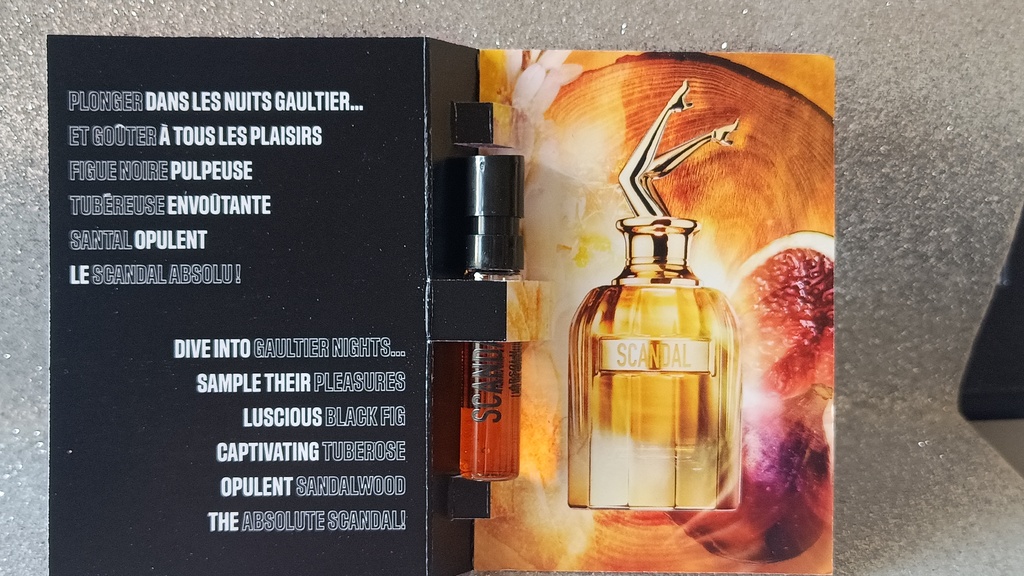 PLONGER DANS LES NUITS GAULTIER...
ET GOÛTER À TOUS LES PLAISIRS
FIGUE NOIRE PULPEUSE
TUBÉREUSE ENVOÛTANTE
SANTAL OPULENT
LE SCANDAL ABSOLU !
DIVE INTO GAULTIER NIGHTS...
SAMPLE THEIR PLEASURES
LUSCIOUS BLACK FIG
CAPTIVATING TUBEROSE
OPULENT SANDALWOOD
THE ABSOLUTE SCANDAL!
SCAND
SCANDAL